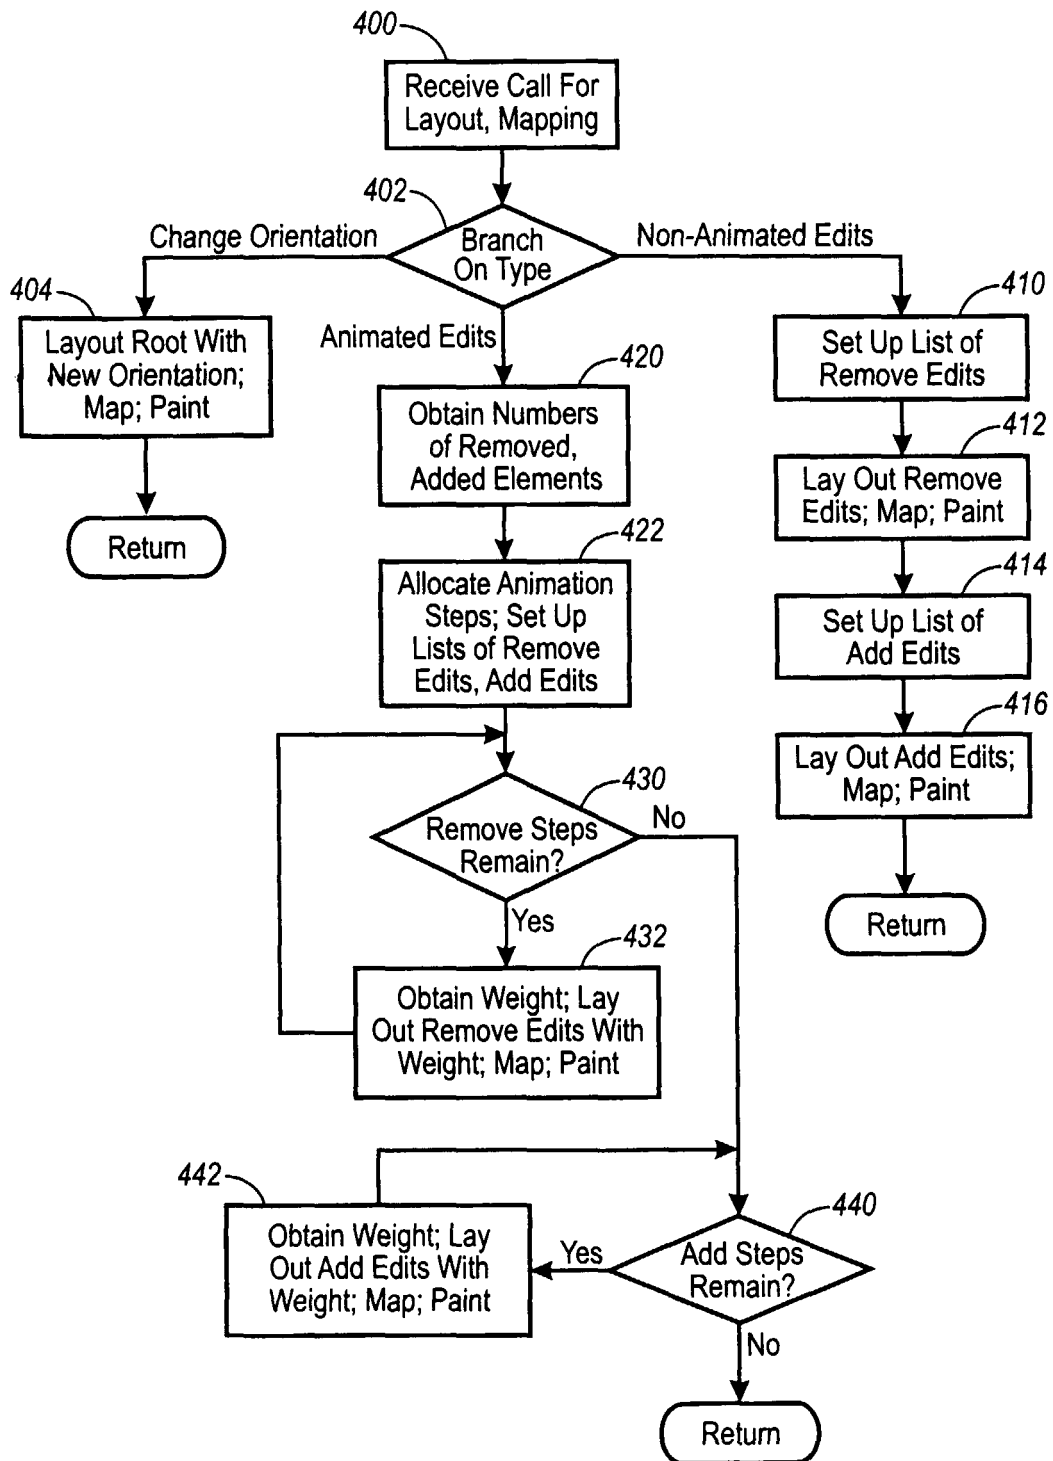 400
Receive Call For
Layout, Mapping
402
Branch
On Type
Change Orientation
Non-Animated Edits
Animated Edits
404
Layout Root With
New Orientation;
Map; Paint
Return
410
Set Up List of
Remove Edits
412
Lay Out Remove
Edits; Map; Paint
414
Set Up List of
Add Edits
416
Lay Out Add Edits;
Map; Paint
Return
420
Obtain Numbers
of Removed,
Added Elements
422
Allocate Animation
Steps; Set Up
Lists of Remove
Edits, Add Edits
430
Remove Steps
Remain?
No
Yes
432
Obtain Weight; Lay
Out Remove Edits With
Weight; Map; Paint
440
Add Steps
Remain?
Yes
442
Obtain Weight; Lay
Out Add Edits With
Weight; Map; Paint
No
Return